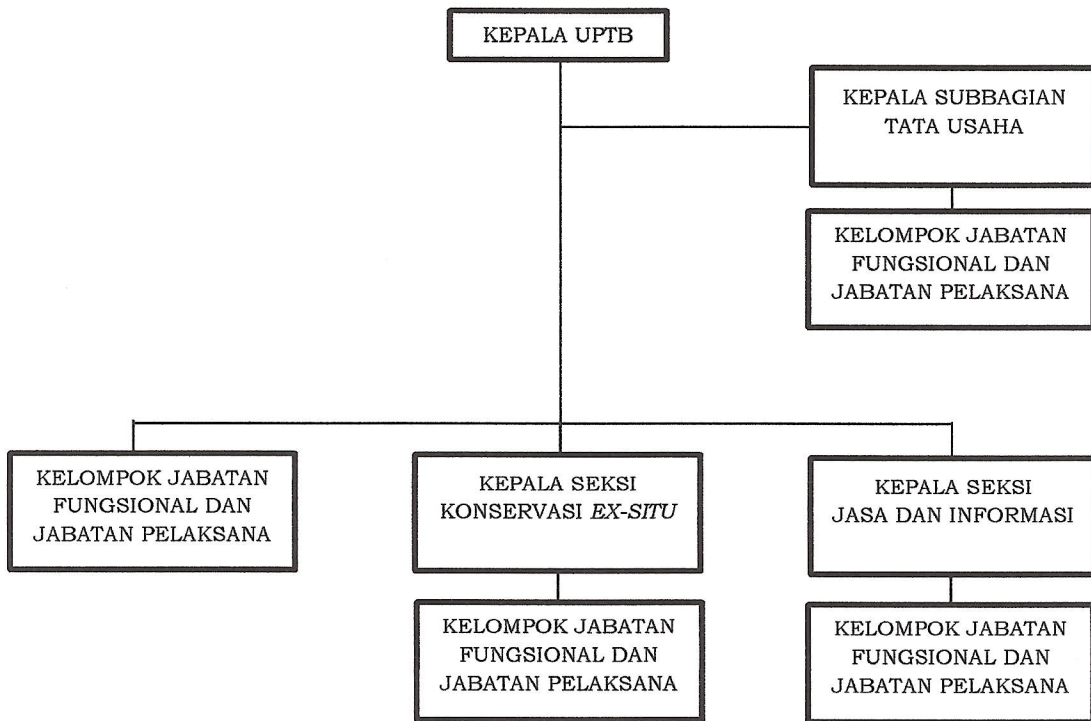 KEPALA UPTB
KEPALA SUBBAGIAN
TATA USAHA
KELOMPOK JABATAN
FUNGSIONAL DAN
JABATAN PELAKSANA
KELOMPOK JABATAN
FUNGSIONAL DAN
JABATAN PELAKSANA
KEPALA SEKSI
KONSERVASI EX-SITU
KEPALA SEKSI
JASA DAN INFORMASI
KELOMPOK JABATAN
FUNGSIONAL DAN
JABATAN PELAKSANA
KELOMPOK JABATAN
FUNGSIONAL DAN
JABATAN PELAKSANA